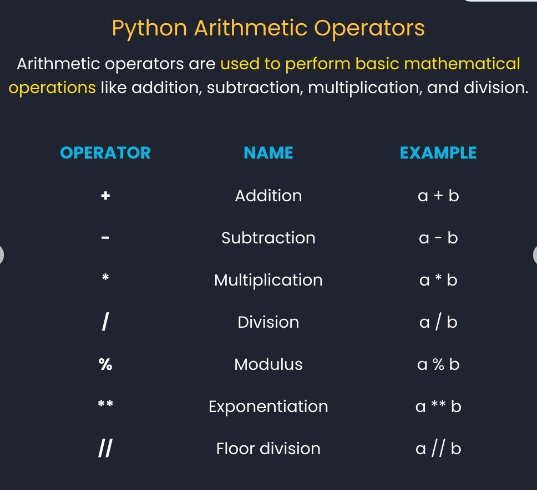 Python Arithmetic Operators
Arithmetic operators are used to perform basic mathematical
operations like addition, subtraction, multiplication, and division.
OPERATOR NAME EXAMPLE
+ Addition a + b
- Subtraction a - b
* Multiplication a * b
/ Division a / b
% Modulus a % b
** Exponentiation a ** b
// Floor division a // b